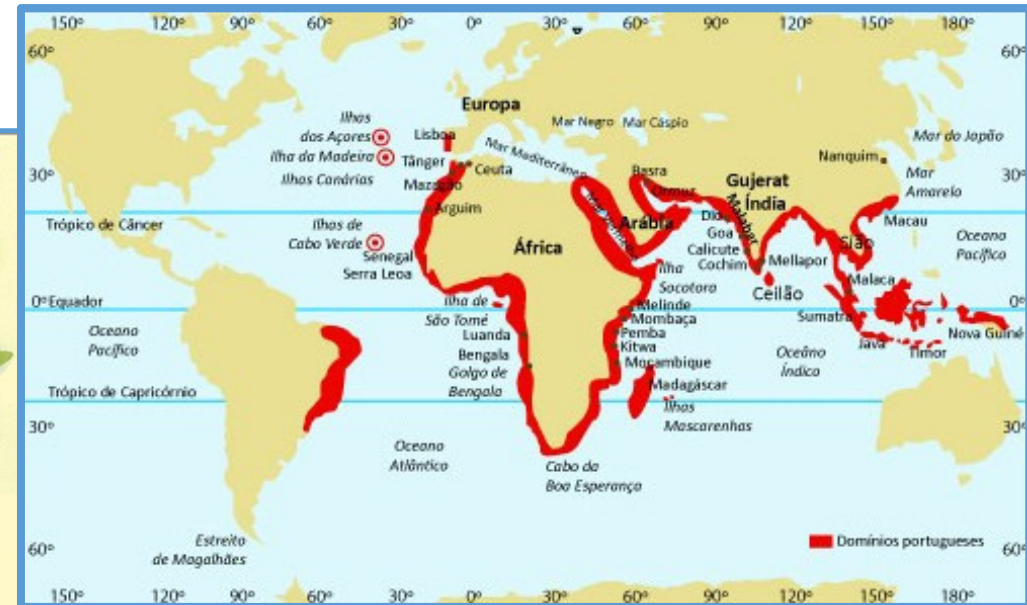 150° 120° 90° 30° 0° 30° 60° 90° 120° 150° 180°
60° 60°
Europa
Ilhas
dos Açores
Lisboa
Mar Negro Mar Cáspio
Mar do Japão
Ilha da Madeira
Mar Mediterrâneo
Nanquim
Tânger
Ceuta
Ilhas Canárias
Basra
Mar
Amarelo
30° 30°
Mazagão
Ormuz
Gujerat
Índia
Arguim
Mar Vermelho
Arábia
Diu
Malabar
Macau
Trópico de Câncer
Ilhas de
Cabo Verde
África
Goa
Sião
Oceano
Pacífico
Senegal
Calicute
Mellapor
Serra Leoa
Ilha
Socotora
Cochim
Ceilão
Malaca
0° Equador 0°
Ilha de
São Tomé
Melinde
Mombaça
Sumatra
Oceano
Pacífico
Luanda
Pemba
Kitwa
Nova Guiné
Bengala
Moçambique
Oceâno
Índico
Java
Timor
Golgo de
Bengala
Madagáscar
Trópico de Capricórnio
Ilhas
Mascarenhas
30° 30°
Oceano
Atlântico
Cabo da
Boa Esperança
Estreito
de Magalhães
Domínios portugueses
60° 60°
150° 120° 90° 30° 0° 30° 60° 90° 120° 150° 180°